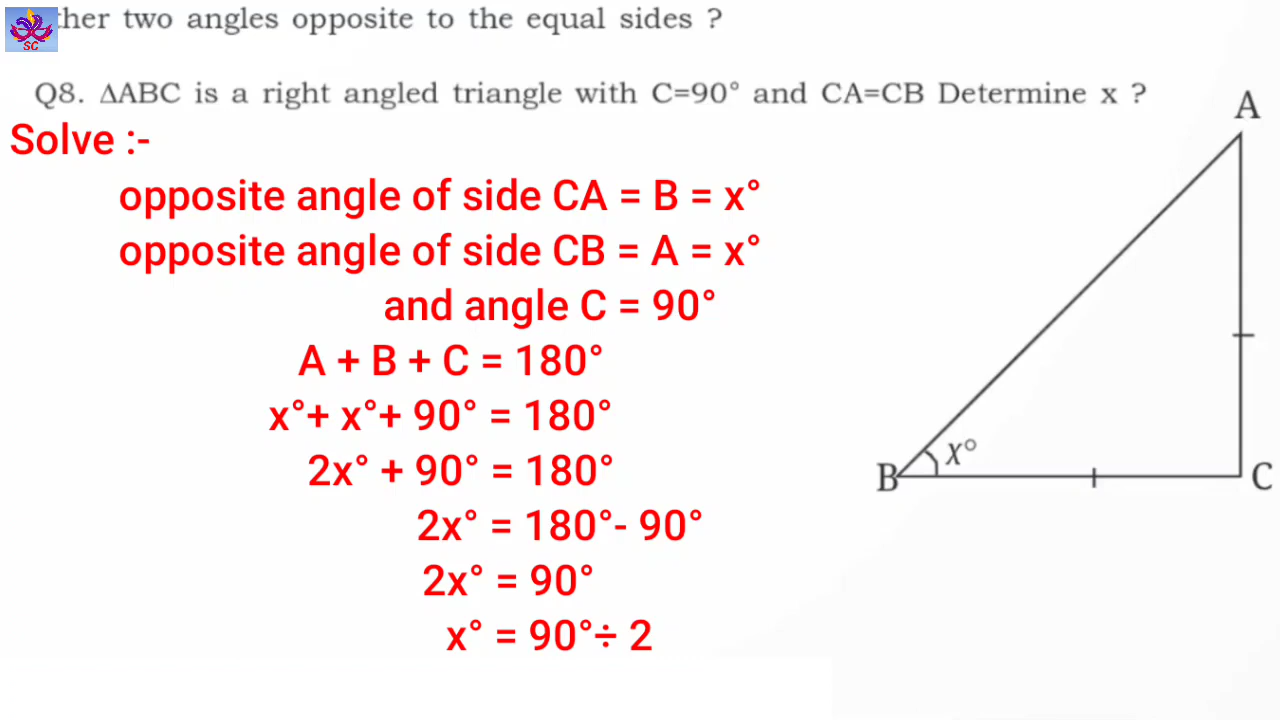 ther two angles opposite to the equal sides ?
SC
Q8. ΔABC is a right angled triangle with C=90° and CA=CB Determine x ?
A
Solve :-
opposite angle of side CA = B = x°
opposite angle of side CB = A = x°
and angle C = 90°
A + B + C = 180°
x°+ x°+ 90° = 180°
2x° + 90° = 180°
B X° C
2x° = 180°- 90°
2x° = 90°
x° = 90°÷ 2